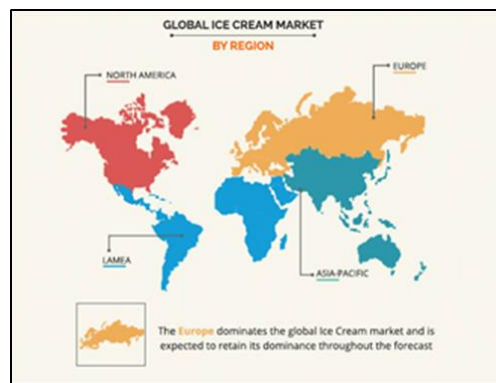 GLOBAL ICE CREAM MARKET
BY REGION
NORTH AMERICA
EUROPE
LAMEA
ASIA-PACIFIC
The Europe dominates the global Ice Cream market and is
expected to retain its dominance throughout the forecast